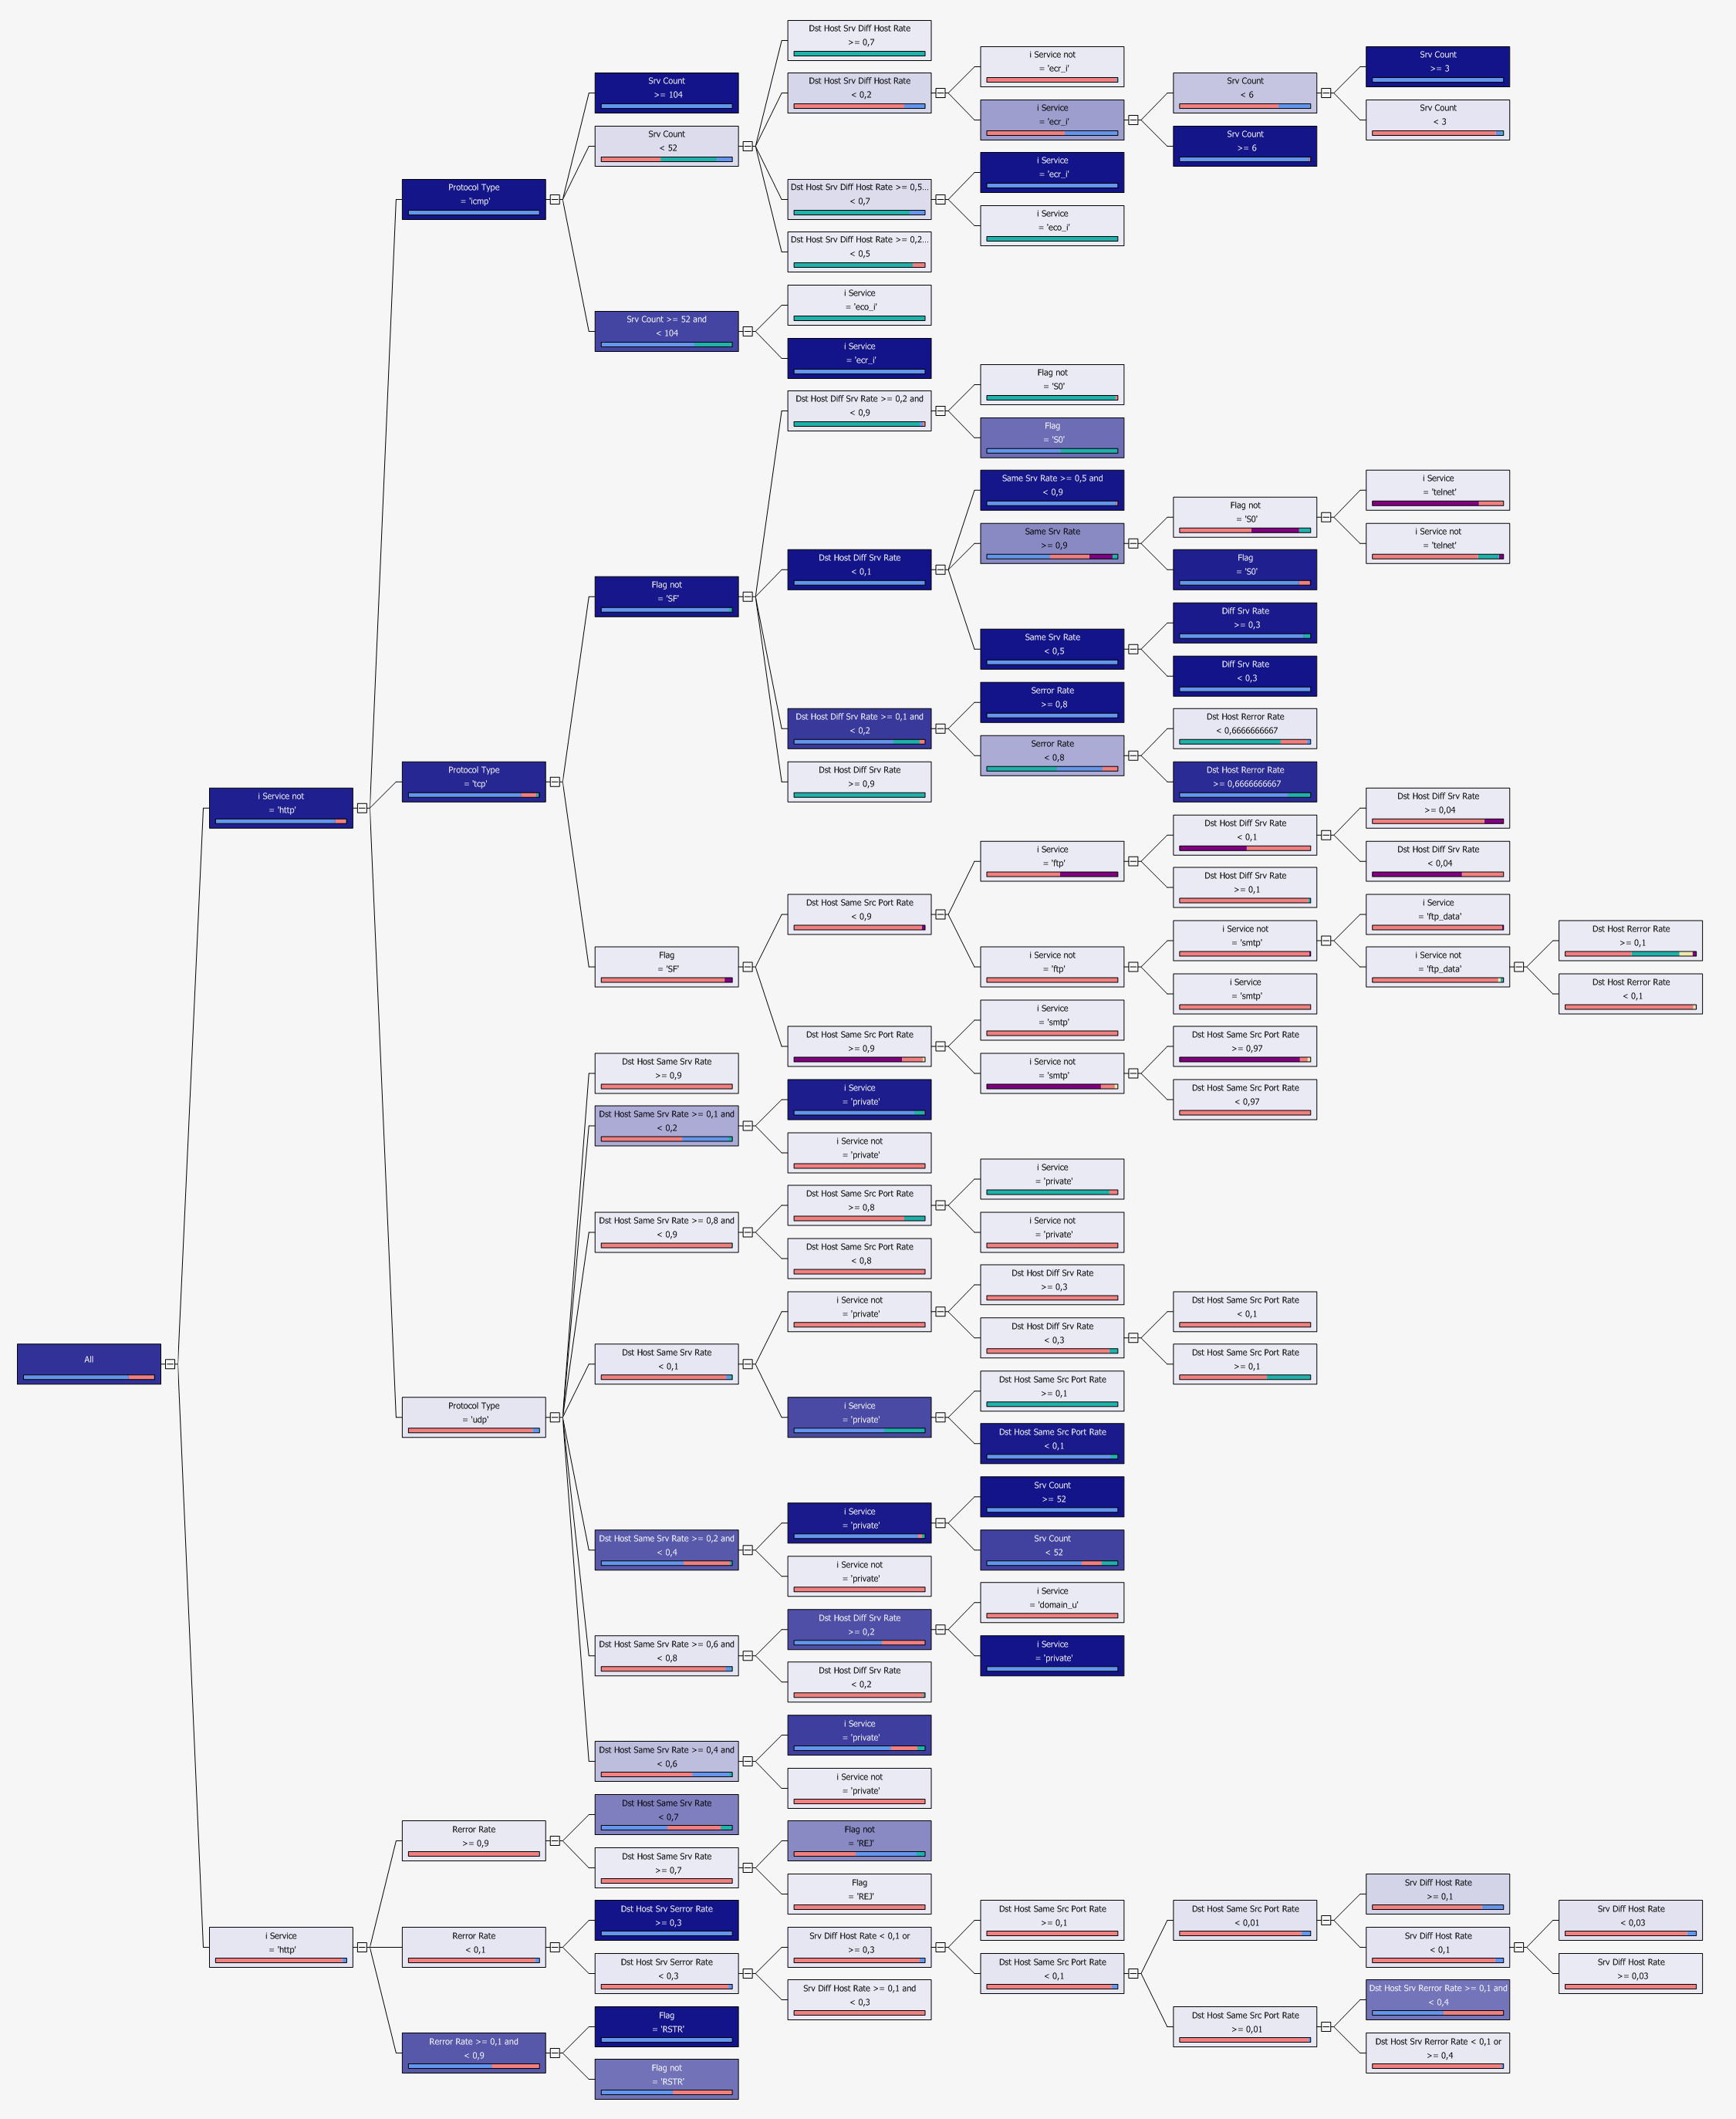 Dst Host Srv Diff Host Rate
>= 0,7
i Service not
= 'ecr_i'
Srv Count
>= 3
Srv Count
>= 104
Dst Host Srv Diff Host Rate
< 0,2
Srv Count
< 6
i Service
= 'ecr_i'
Srv Count
< 3
Srv Count
< 52
Srv Count
>= 6
i Service
= 'ecr_i'
Protocol Type
= 'icmp'
Dst Host Srv Diff Host Rate >= 0,5...
< 0,7
i Service
= 'eco_i'
Dst Host Srv Diff Host Rate >= 0,2...
< 0,5
i Service
= 'eco_i'
Srv Count >= 52 and
< 104
i Service
= 'ecr_i'
Flag not
= 'S0'
Dst Host Diff Srv Rate >= 0,2 and
< 0,9
Flag
= 'S0'
Same Srv Rate >= 0,5 and
< 0,9
i Service
= 'telnet'
Flag not
= 'S0'
Same Srv Rate
>= 0,9
i Service not
= 'telnet'
Dst Host Diff Srv Rate
< 0,1
Flag
= 'S0'
Flag not
= 'SF'
Diff Srv Rate
>= 0,3
Same Srv Rate
< 0,5
Diff Srv Rate
< 0,3
Serror Rate
>= 0,8
Dst Host Diff Srv Rate >= 0,1 and
< 0,2
Dst Host Rerror Rate
< 0,6666666667
Serror Rate
< 0,8
Protocol Type
= 'tcp'
Dst Host Diff Srv Rate
>= 0,9
Dst Host Rerror Rate
>= 0,6666666667
i Service not
= 'http'
Dst Host Diff Srv Rate
>= 0,04
Dst Host Diff Srv Rate
< 0,1
i Service
= 'ftp'
Dst Host Diff Srv Rate
< 0,04
Dst Host Diff Srv Rate
>= 0,1
Dst Host Same Src Port Rate
< 0,9
i Service
= 'ftp_data'
i Service not
= 'smtp'
Dst Host Rerror Rate
>= 0,1
Flag
= 'SF'
i Service not
= 'ftp'
i Service not
= 'ftp_data'
i Service
= 'smtp'
Dst Host Rerror Rate
< 0,1
i Service
= 'smtp'
Dst Host Same Src Port Rate
>= 0,9
Dst Host Same Src Port Rate
>= 0,97
Dst Host Same Srv Rate
>= 0,9
i Service not
= 'smtp'
i Service
= 'private'
Dst Host Same Src Port Rate
< 0,97
Dst Host Same Srv Rate >= 0,1 and
< 0,2
i Service not
= 'private'
i Service
= 'private'
Dst Host Same Src Port Rate
>= 0,8
Dst Host Same Srv Rate >= 0,8 and
< 0,9
i Service not
= 'private'
Dst Host Same Src Port Rate
< 0,8
Dst Host Diff Srv Rate
>= 0,3
i Service not
= 'private'
Dst Host Same Src Port Rate
< 0,1
Dst Host Diff Srv Rate
< 0,3
All
Dst Host Same Srv Rate
< 0,1
Dst Host Same Src Port Rate
>= 0,1
Dst Host Same Src Port Rate
>= 0,1
Protocol Type
= 'udp'
i Service
= 'private'
Dst Host Same Src Port Rate
< 0,1
Srv Count
>= 52
i Service
= 'private'
Dst Host Same Srv Rate >= 0,2 and
< 0,4
Srv Count
< 52
i Service not
= 'private'
i Service
= 'domain_u'
Dst Host Diff Srv Rate
>= 0,2
Dst Host Same Srv Rate >= 0,6 and
< 0,8
i Service
= 'private'
Dst Host Diff Srv Rate
< 0,2
i Service
= 'private'
Dst Host Same Srv Rate >= 0,4 and
< 0,6
i Service not
= 'private'
Dst Host Same Srv Rate
< 0,7
Rerror Rate
>= 0,9
Flag not
= 'REJ'
Dst Host Same Srv Rate
>= 0,7
Flag
= 'REJ'
Srv Diff Host Rate
>= 0,1
Dst Host Srv Serror Rate
>= 0,3
Dst Host Same Src Port Rate
>= 0,1
Dst Host Same Src Port Rate
< 0,01
Srv Diff Host Rate
< 0,03
i Service
= 'http'
Rerror Rate
< 0,1
Srv Diff Host Rate < 0,1 or
>= 0,3
Srv Diff Host Rate
< 0,1
Dst Host Srv Serror Rate
< 0,3
Dst Host Same Src Port Rate
< 0,1
Srv Diff Host Rate
>= 0,03
Srv Diff Host Rate >= 0,1 and
< 0,3
Dst Host Srv Rerror Rate >= 0,1 and
< 0,4
Flag
= 'RSTR'
Dst Host Same Src Port Rate
>= 0,01
Rerror Rate >= 0,1 and
< 0,9
Dst Host Srv Rerror Rate < 0,1 or
>= 0,4
Flag not
= 'RSTR'